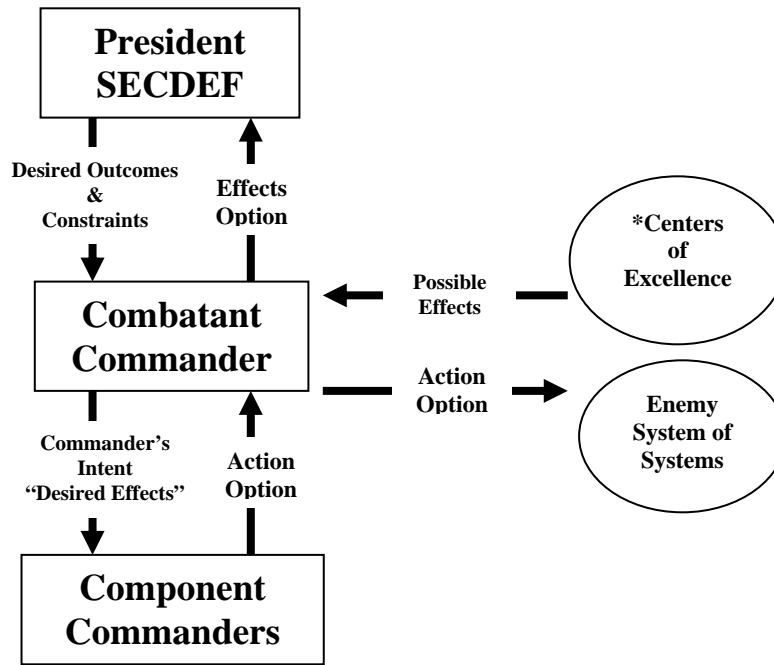 President
SECDEF
Desired Outcomes
&
Constraints
Effects
Option
*Centers
of
Excellence
Possible
Effects
Combatant
Commander
Action
Option
Enemy
System of
Systems
Commander’s
Intent
“Desired Effects”
Action
Option
Component
Commanders